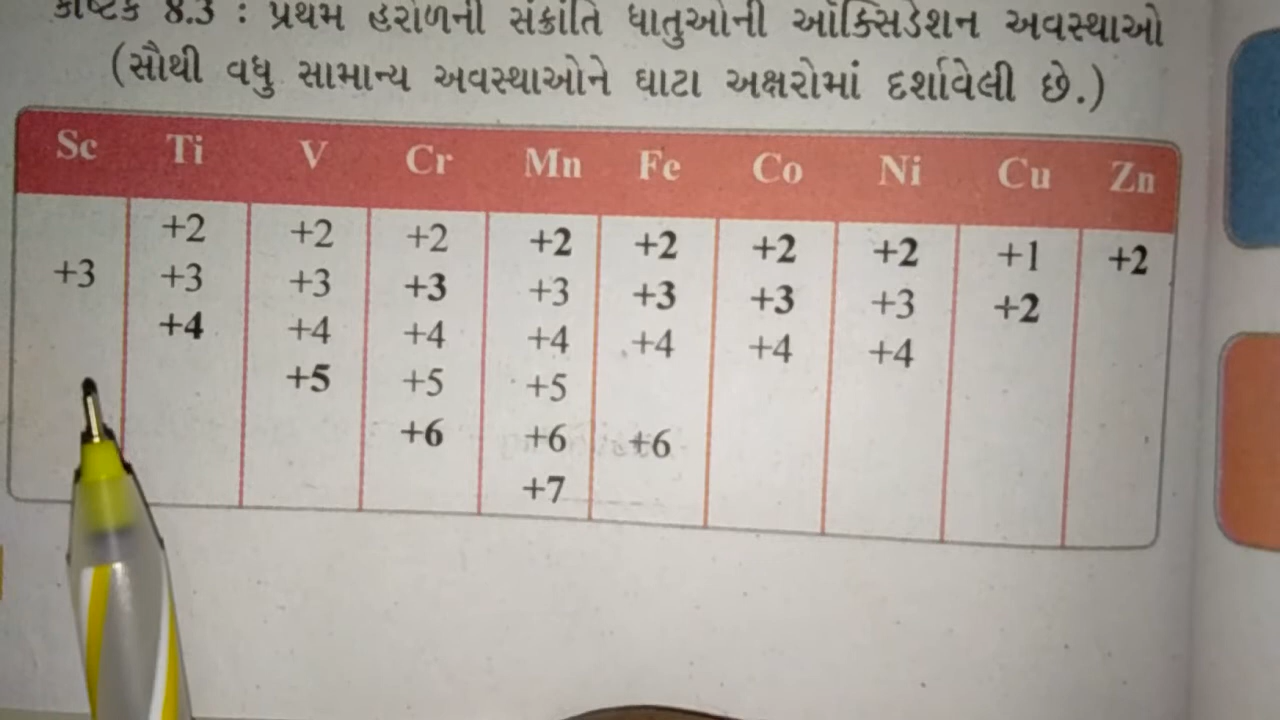 કોષ્ટક 8.3 : પ્રથમ હરોળની સંક્રાંતિ ધાતુઓની ઑક્સિડેશન અવસ્થાઓ
(સૌથી વધુ સામાન્ય અવસ્થાઓને ઘાટા અક્ષરોમાં દર્શાવેલી છે.)
Sc Ti V Cr Mn Fe Co Ni Cu Zn
+2 +2 +2 +2 +2 +2 +2 +1 +2
+3 +3 +3 +3 +3 +3 +3 +3 +2
+4 +4 +4 +4 +4 +4 +4
+5 +5 +5
+6 +6 +6
+7